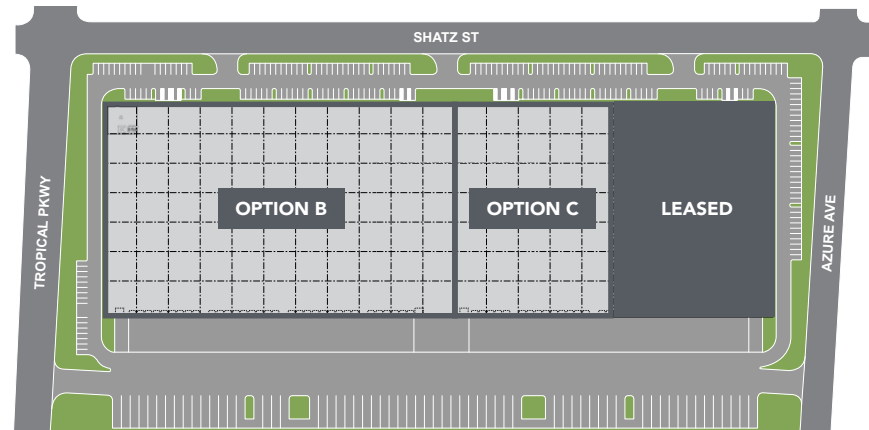 SHATZ ST
TROPICAL PKWY
OPTION B
OPTION C
LEASED
AZURE AVE